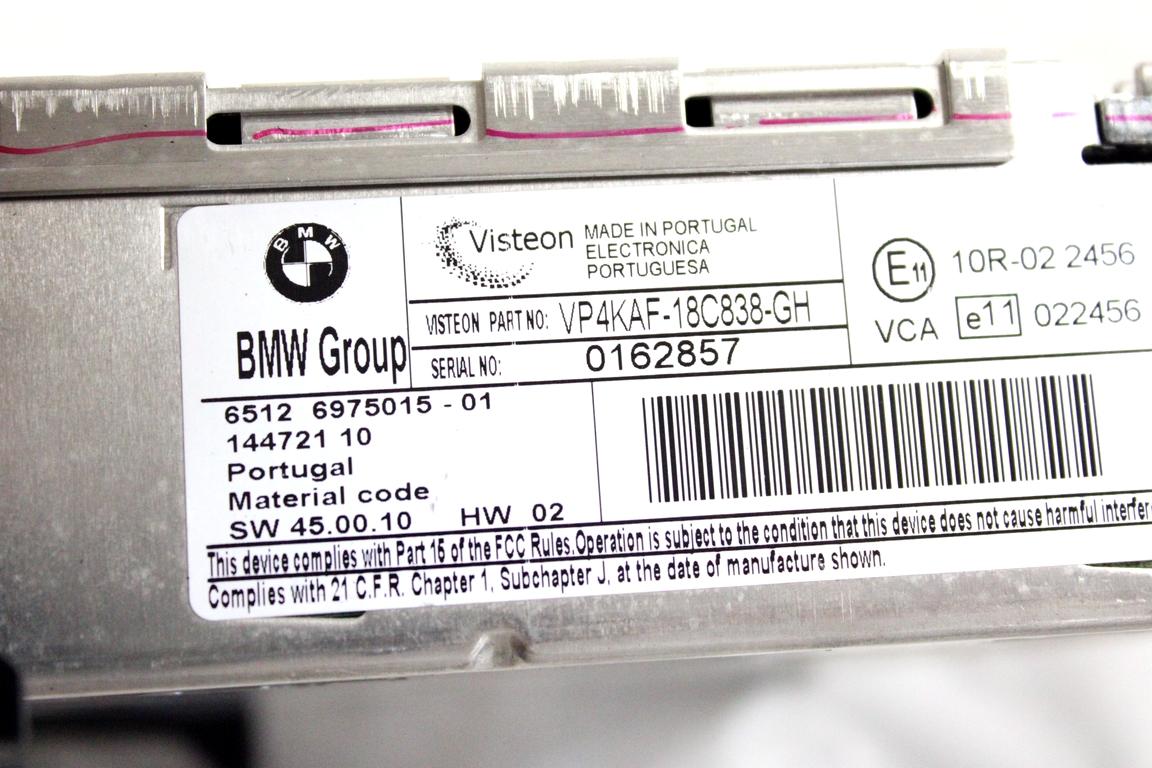 BMW
BMW Group
Visteon
MADE IN PORTUGAL
ELECTRONICA
PORTUGUESA
VISTEON PART NO: VP4KAF-18C838-GH
SERIAL NO: 0162857
E11 10R-02 2456
VCA e11 022456
6512 6975015 - 01
144721 10
Portugal
Material code
SW 45.00.10 HW 02
This device complies with Part 15 of the FCC Rules.Operation is subject to the condition that this device does not cause harmful interfer
Complies with 21 C.F.R. Chapter 1, Subchapter J, at the date of manufacture shown.